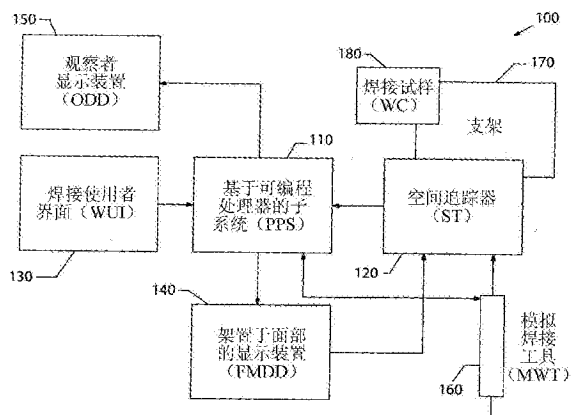 150
100
观察者
显示装置
(ODD)
180
170
焊接试样
(WC)
支架
110
焊接使用者
界面(WUI)
基于可编程
处理器的子
系统(PPS)
空间追踪器
(ST)
130
120
140
架置于面部
的显示装置
(FMDD)
模拟
焊接
工具
(MWT)
160